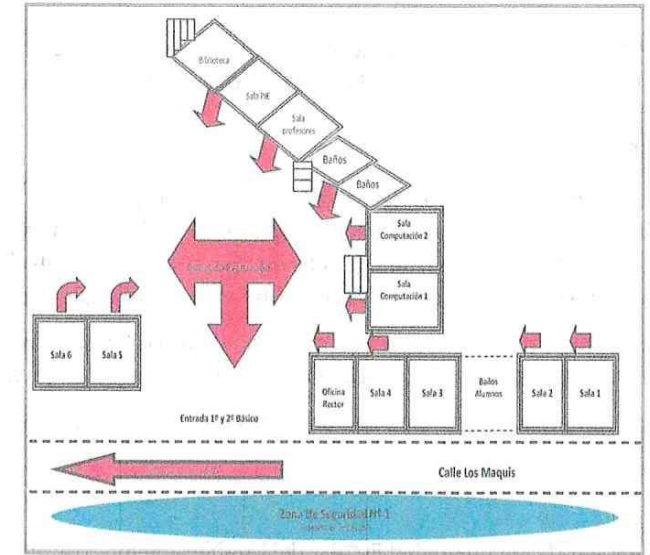 Biblioteca
Sala PIE
Sala
profesores
Baños
Baños
Sala
Computación 2
Sala
Computación 1
Sala 6
Sala 5
Oficina
Rector
Sala 4
Sala 3
Baños
Alumnos
Sala 2
Sala 1
Entrada 1º y 2º Básico
Calle Los Maquis
Zona de Seguridad Nº 1